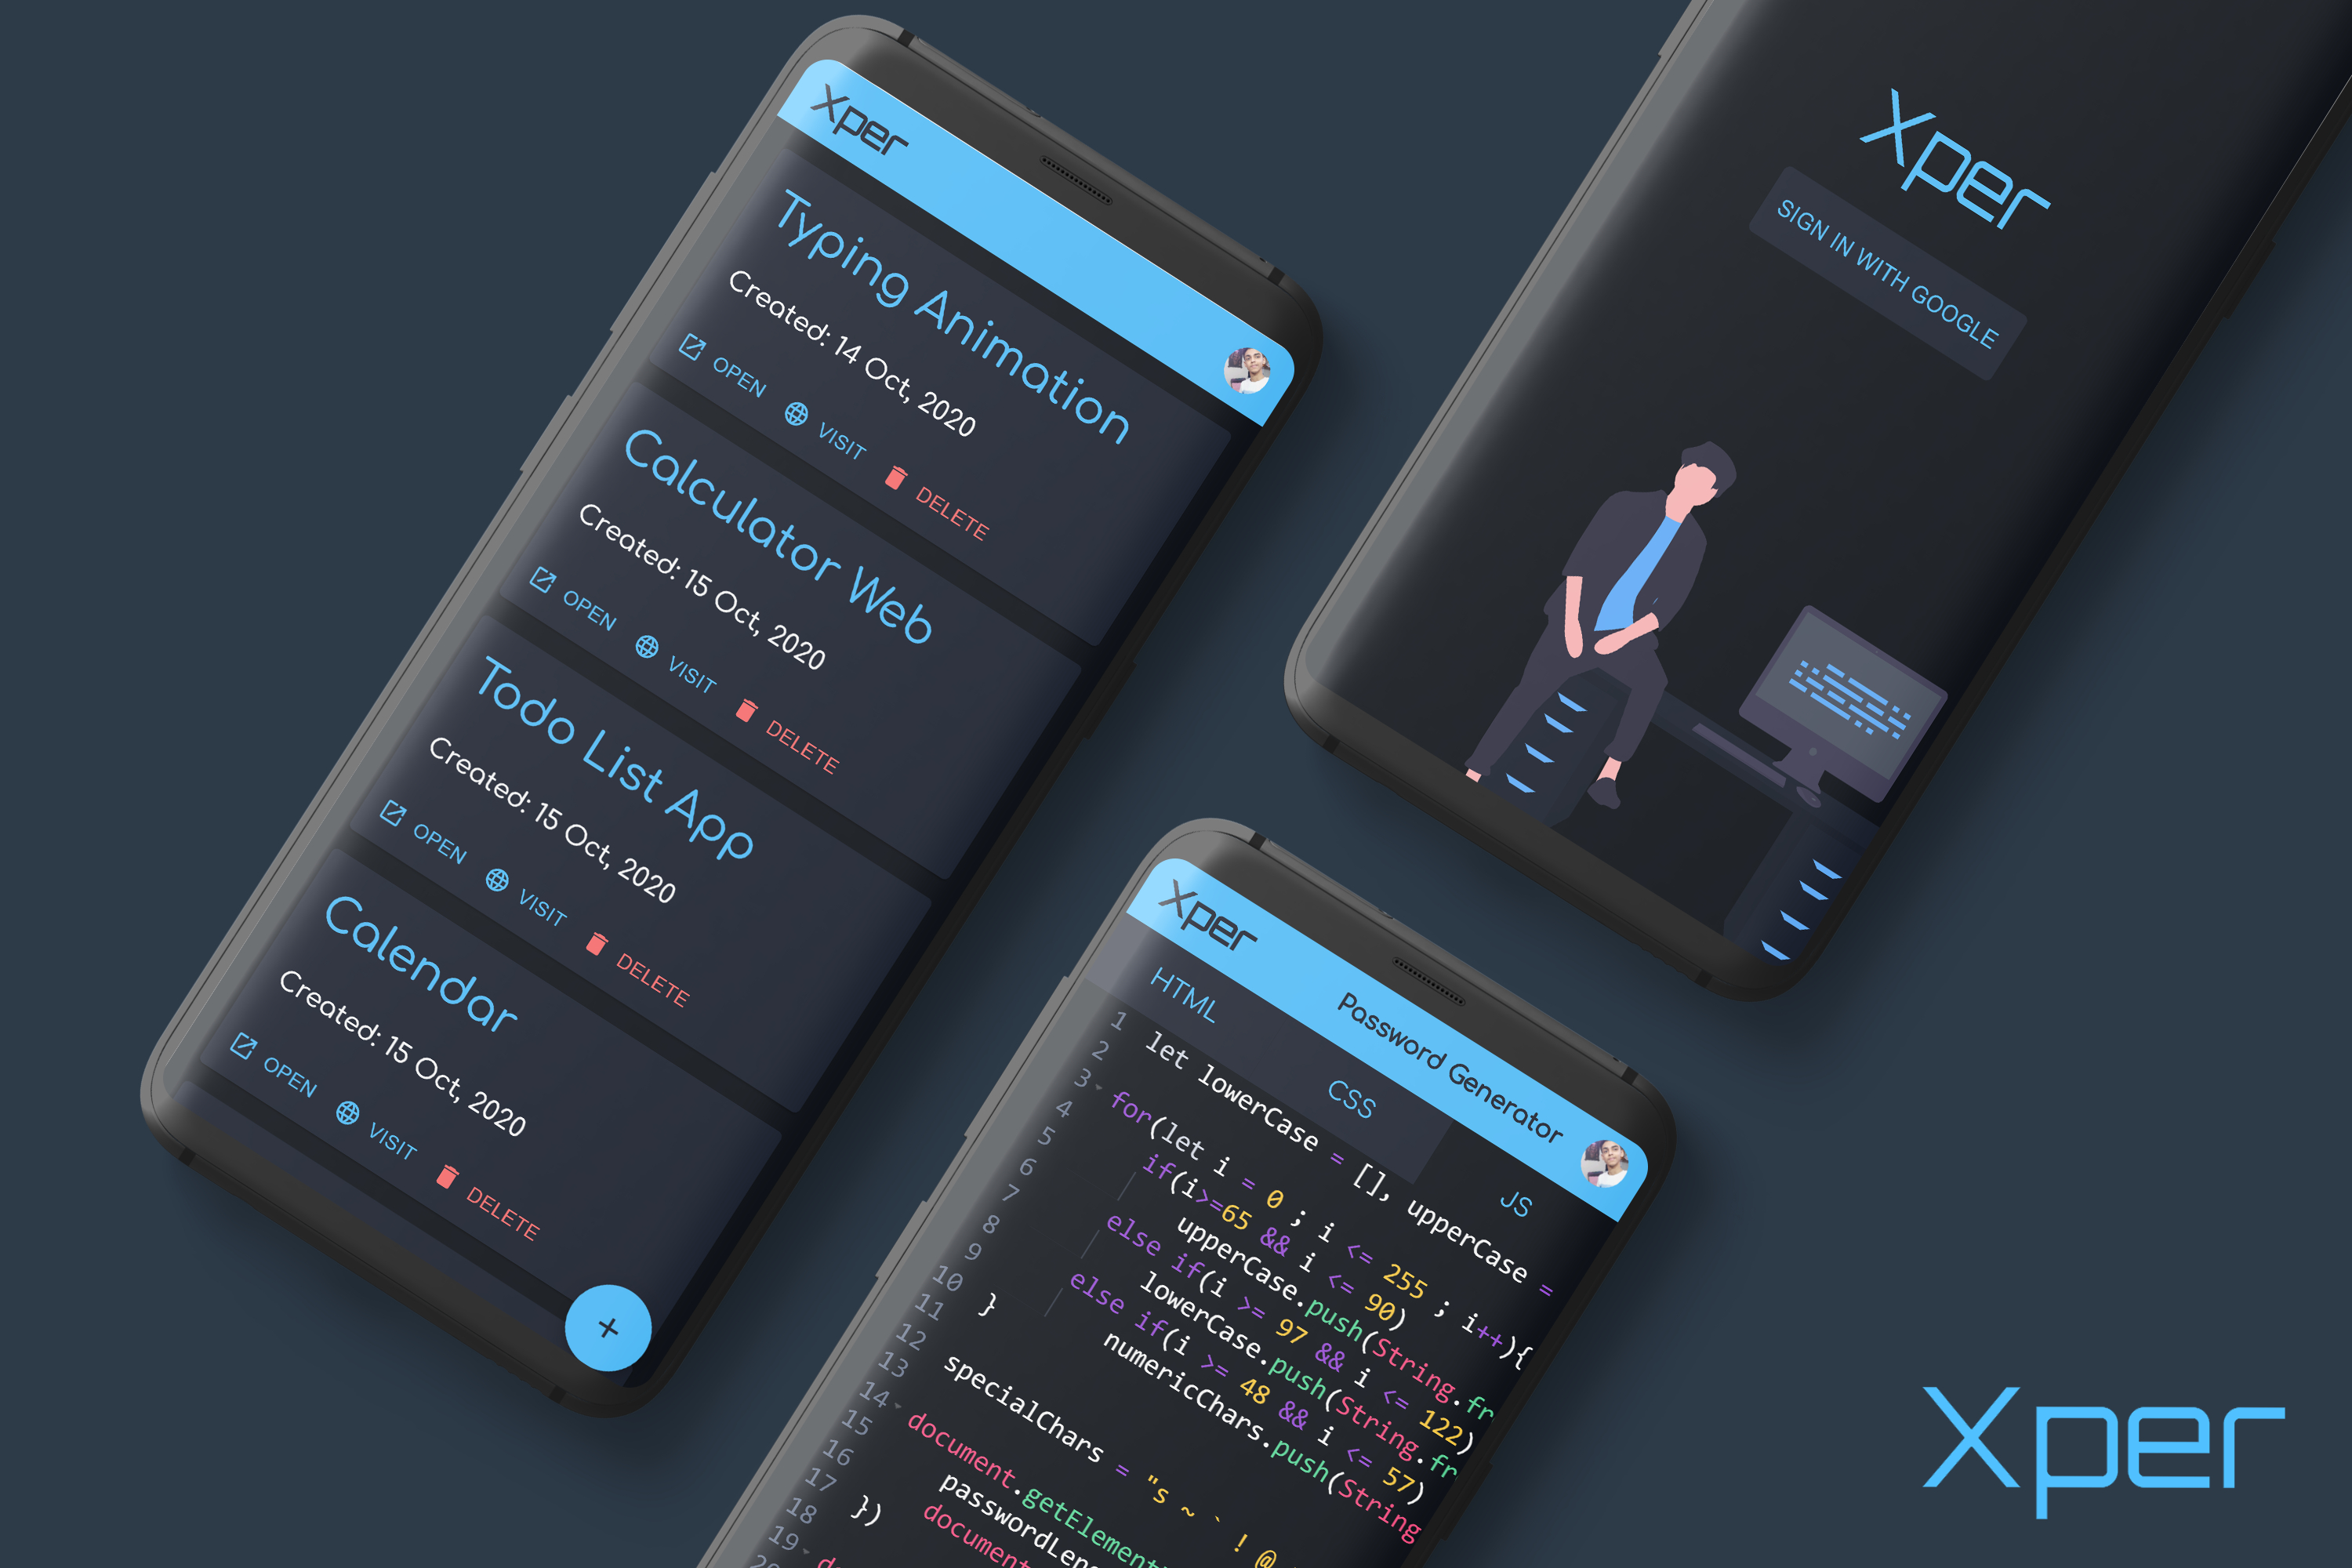 Xper
Typing Animation
Created: 14 Oct, 2020
OPEN VISIT DELETE
Calculator Web
Created: 15 Oct, 2020
OPEN VISIT DELETE
Todo List App
Created: 15 Oct, 2020
OPEN VISIT DELETE
Calendar
Created: 15 Oct, 2020
OPEN VISIT DELETE
+
Xper
SIGN IN WITH GOOGLE
Xper
Password Generator
HTML CSS JS
1 let lowerCase = [], upperCase =
2
3 for(let i = 0 ; i <= 255 ; i++){
4 if(i>=65 && i <= 90)
5 upperCase.push(String.fr
6 else if(i >= 97 && i <= 122)
7 lowerCase.push(String.fr
8 else if(i >= 48 && i <= 57)
9 numericChars.push(String
10 }
11
12 specialChars = "s ~ ` ! @
13
14 document.getElement
15 passwordLen
16 document
17 })
18
19 d
20
Xper